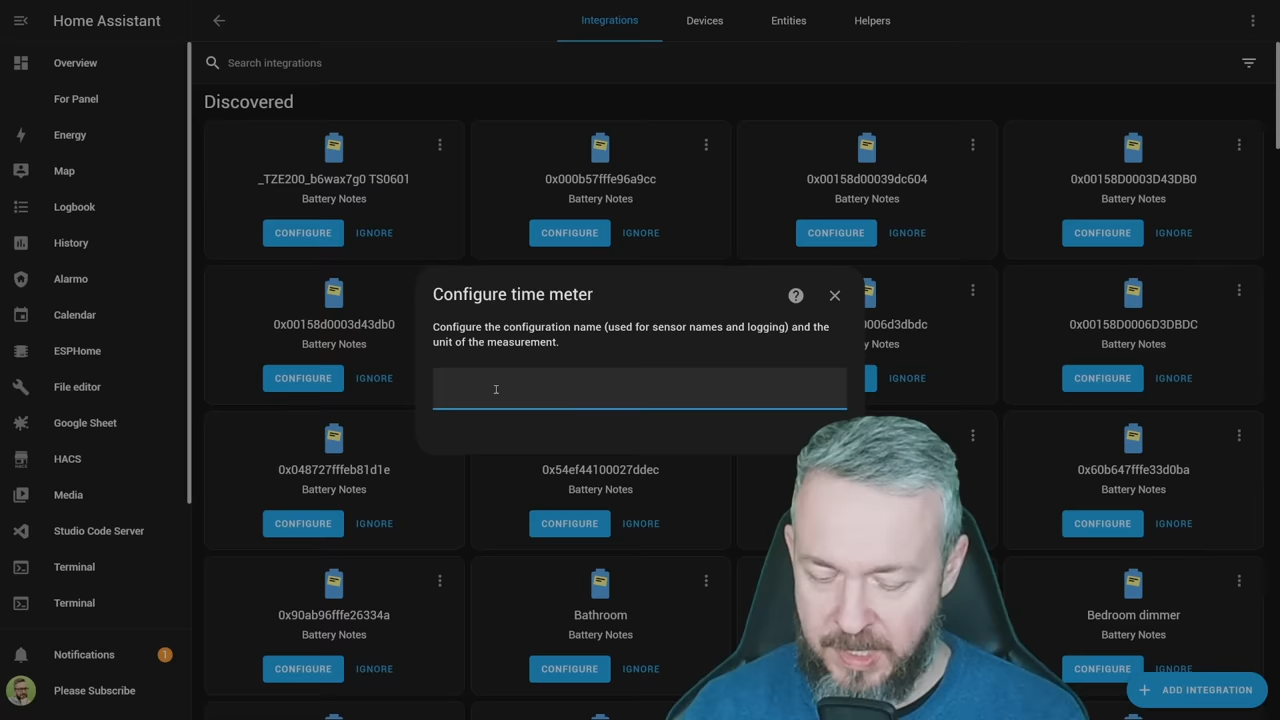 Home Assistant
Integrations
Devices
Entities
Helpers
Overview
For Panel
Energy
Map
Logbook
History
Alarmo
Calendar
ESPHome
File editor
Google Sheet
HACS
Media
Studio Code Server
Terminal
Terminal
Notifications
1
Please Subscribe
Search integrations
Discovered
_TZE200_b6wax7g0 TS0601
Battery Notes
CONFIGURE IGNORE
0x000b57fffe96a9cc
Battery Notes
CONFIGURE IGNORE
0x00158d00039dc604
Battery Notes
CONFIGURE IGNORE
0x00158D0003D43DB0
Battery Notes
CONFIGURE IGNORE
0x00158d0003d43db0
Battery Notes
CONFIGURE IGNORE
Configure time meter
Configure the configuration name (used for sensor names and logging) and the
unit of the measurement.
006d3dbdc
IGNORE
0x00158D0006D3DBDC
Battery Notes
CONFIGURE IGNORE
0x048727fffeb81d1e
Battery Notes
CONFIGURE IGNORE
0x54ef44100027ddec
Battery Notes
CONFIGURE IGNORE
0x60b647fffe33d0ba
Battery Notes
CONFIGURE IGNORE
0x90ab96fffe26334a
Battery Notes
CONFIGURE IGNORE
Bathroom
Battery Notes
CONFIGURE IGNORE
Bedroom dimmer
Battery Notes
CONFIGURE IGNORE
ADD INTEGRATION